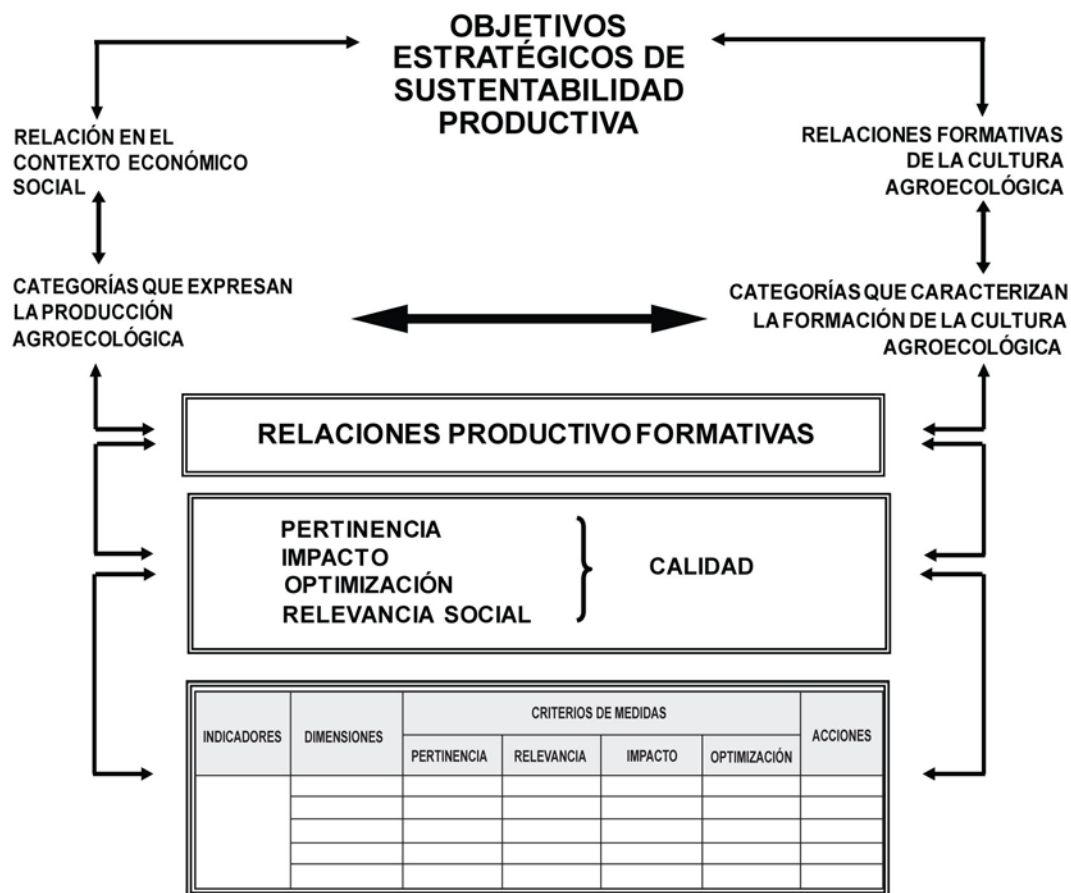 OBJETIVOS
ESTRATÉGICOS DE
SUSTENTABILIDAD
PRODUCTIVA
RELACIÓN EN EL
CONTEXTO ECONÓMICO
SOCIAL
RELACIONES FORMATIVAS
DE LA CULTURA
AGROECOLÓGICA
CATEGORÍAS QUE EXPRESAN
LA PRODUCCIÓN
AGROECOLÓGICA
CATEGORÍAS QUE CARACTERIZAN
LA FORMACIÓN DE LA CULTURA
AGROECOLÓGICA
RELACIONES PRODUCTIVO FORMATIVAS
PERTINENCIA
IMPACTO
OPTIMIZACIÓN
RELEVANCIA SOCIAL
CALIDAD
INDICADORES
DIMENSIONES
CRITERIOS DE MEDIDAS
ACCIONES
PERTINENCIA
RELEVANCIA
IMPACTO
OPTIMIZACIÓN